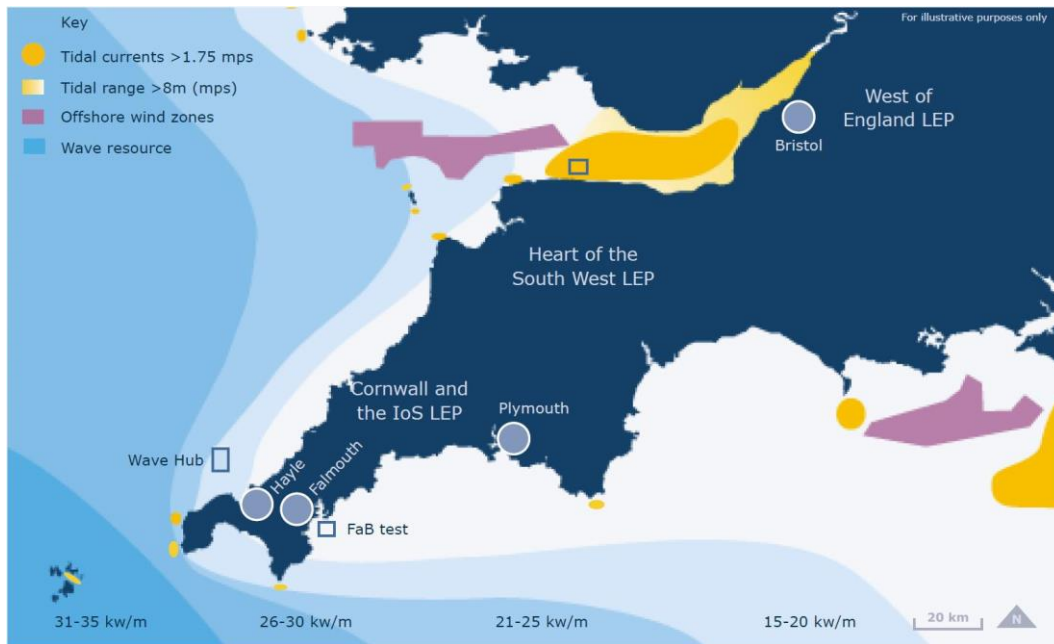 Key
For illustrative purposes only
Tidal currents >1.75 mps
Tidal range >8m (mps)
Offshore wind zones
Wave resource
West of
England LEP
Bristol
Heart of the
South West LEP
Cornwall and
the IoS LEP
Plymouth
Wave Hub
Hayle
Falmouth
FaB test
31-35 kw/m
26-30 kw/m
21-25 kw/m
15-20 kw/m
20 km
N